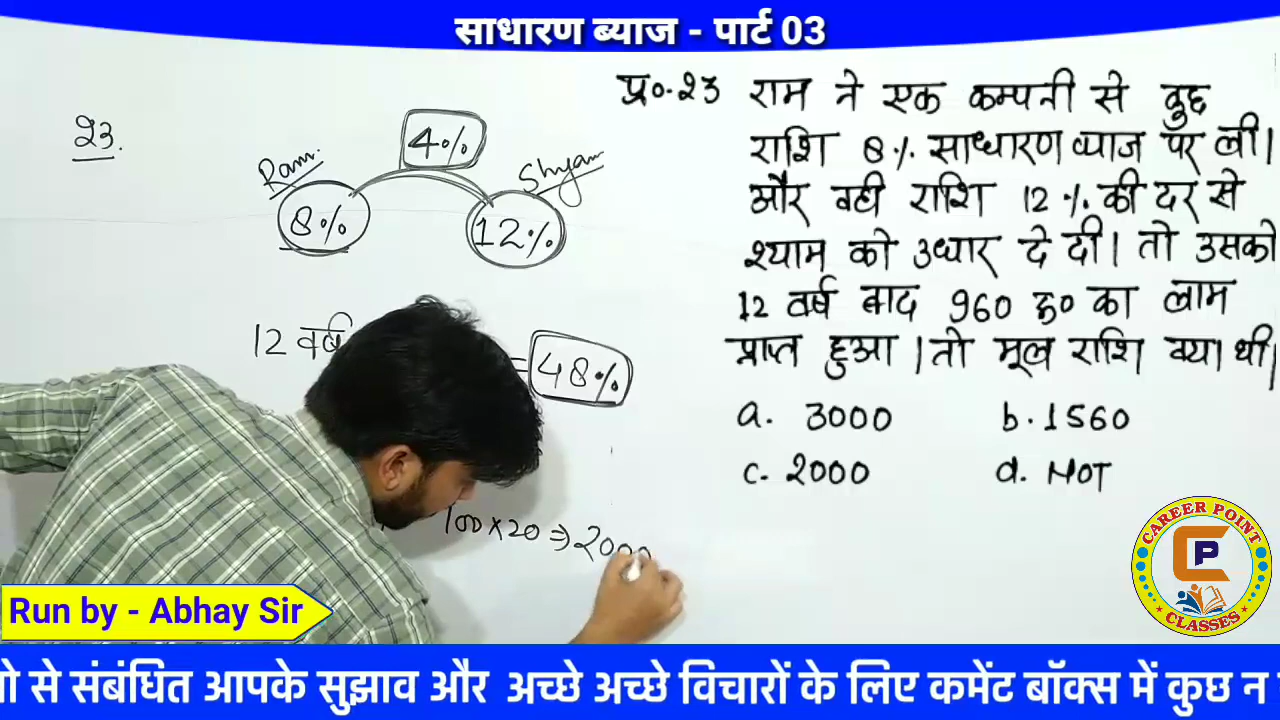 साधारण ब्याज - पार्ट 03
23.
4%
Ram.
Shyam
8%
12%
12 वर्ष
= 48%
100 × 20 ⇒ 2000
प्र०.23 राम ने एक कम्पनी से कुछ
राशि 8% साधारण व्याज पर ली।
और वही राशि 12% की दर से
श्याम को उधार दे दी। तो उसको
12 वर्ष बाद 960 रु० का लाभ
प्राप्त हुआ। तो मूल राशि क्या थी।
a. 3000 b. 1560
c. 2000 d. NOT
CAREER POINT
CP
CLASSES
Run by - Abhay Sir
से संबंधित आपके सुझाव और अच्छे अच्छे विचारों के लिए कमेंट बॉक्स में कुछ न